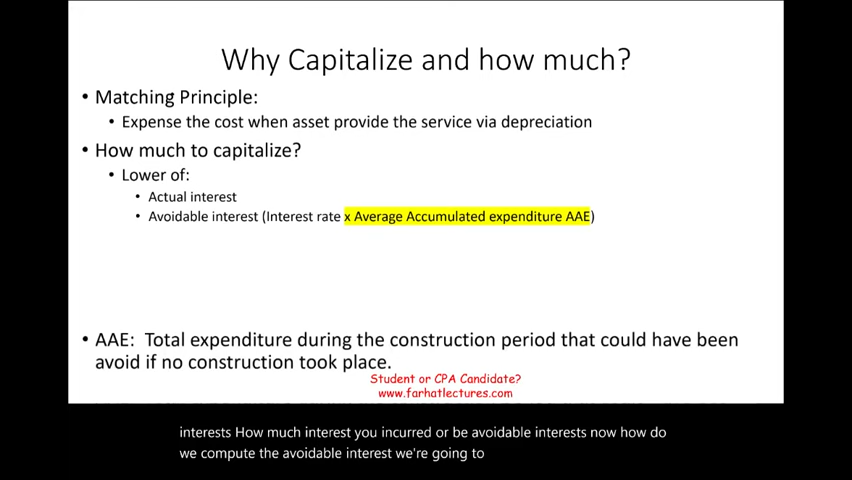 Why Capitalize and how much?
• Matching Principle:
• Expense the cost when asset provide the service via depreciation
• How much to capitalize?
• Lower of:
• Actual interest
• Avoidable interest (Interest rate x Average Accumulated expenditure AAE)
• AAE: Total expenditure during the construction period that could have been
avoid if no construction took place.
Student or CPA Candidate?
www.farhatlectures.com
interests How much interest you incurred or be avoidable interests now how do
we compute the avoidable interest we're going to